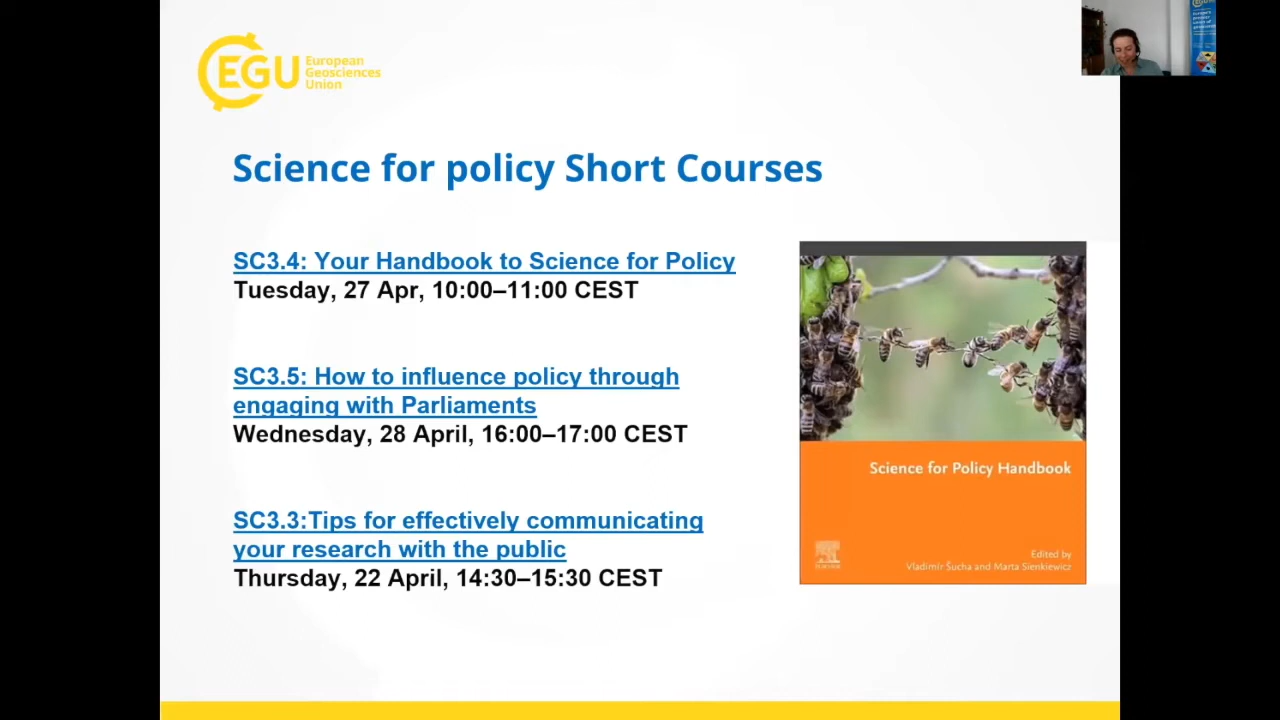 EGU
European
Geosciences
Union
Science for policy Short Courses
SC3.4: Your Handbook to Science for Policy
Tuesday, 27 Apr, 10:00–11:00 CEST
SC3.5: How to influence policy through
engaging with Parliaments
Wednesday, 28 April, 16:00–17:00 CEST
SC3.3:Tips for effectively communicating
your research with the public
Thursday, 22 April, 14:30–15:30 CEST
Science for Policy Handbook
ELSEVIER
Edited by
Vladimír Šucha and Marta Sienkiewicz